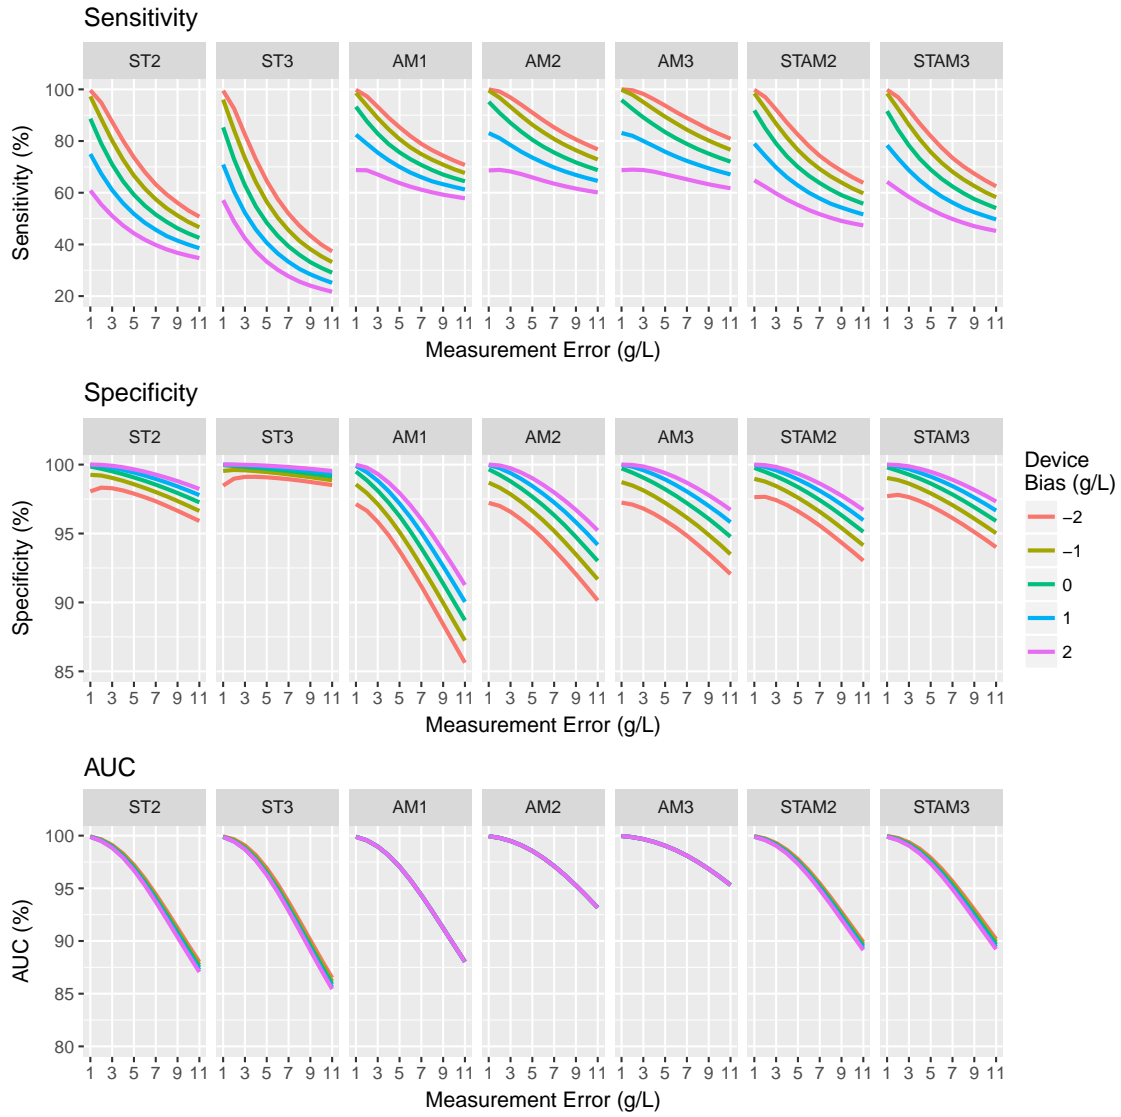 Sensitivity
ST2 ST3 AM1 AM2 AM3 STAM2 STAM3
100
80
60
40
20
Sensitivity (%)
1 3 5 7 9 11 1 3 5 7 9 11 1 3 5 7 9 11 1 3 5 7 9 11 1 3 5 7 9 11 1 3 5 7 9 11 1 3 5 7 9 11
Measurement Error (g/L)
Specificity
ST2 ST3 AM1 AM2 AM3 STAM2 STAM3
100
95
90
85
Specificity (%)
1 3 5 7 9 11 1 3 5 7 9 11 1 3 5 7 9 11 1 3 5 7 9 11 1 3 5 7 9 11 1 3 5 7 9 11 1 3 5 7 9 11
Measurement Error (g/L)
Device
Bias (g/L)
−2
−1
0
1
2
AUC
ST2 ST3 AM1 AM2 AM3 STAM2 STAM3
100
95
90
85
80
AUC (%)
1 3 5 7 9 11 1 3 5 7 9 11 1 3 5 7 9 11 1 3 5 7 9 11 1 3 5 7 9 11 1 3 5 7 9 11 1 3 5 7 9 11
Measurement Error (g/L)